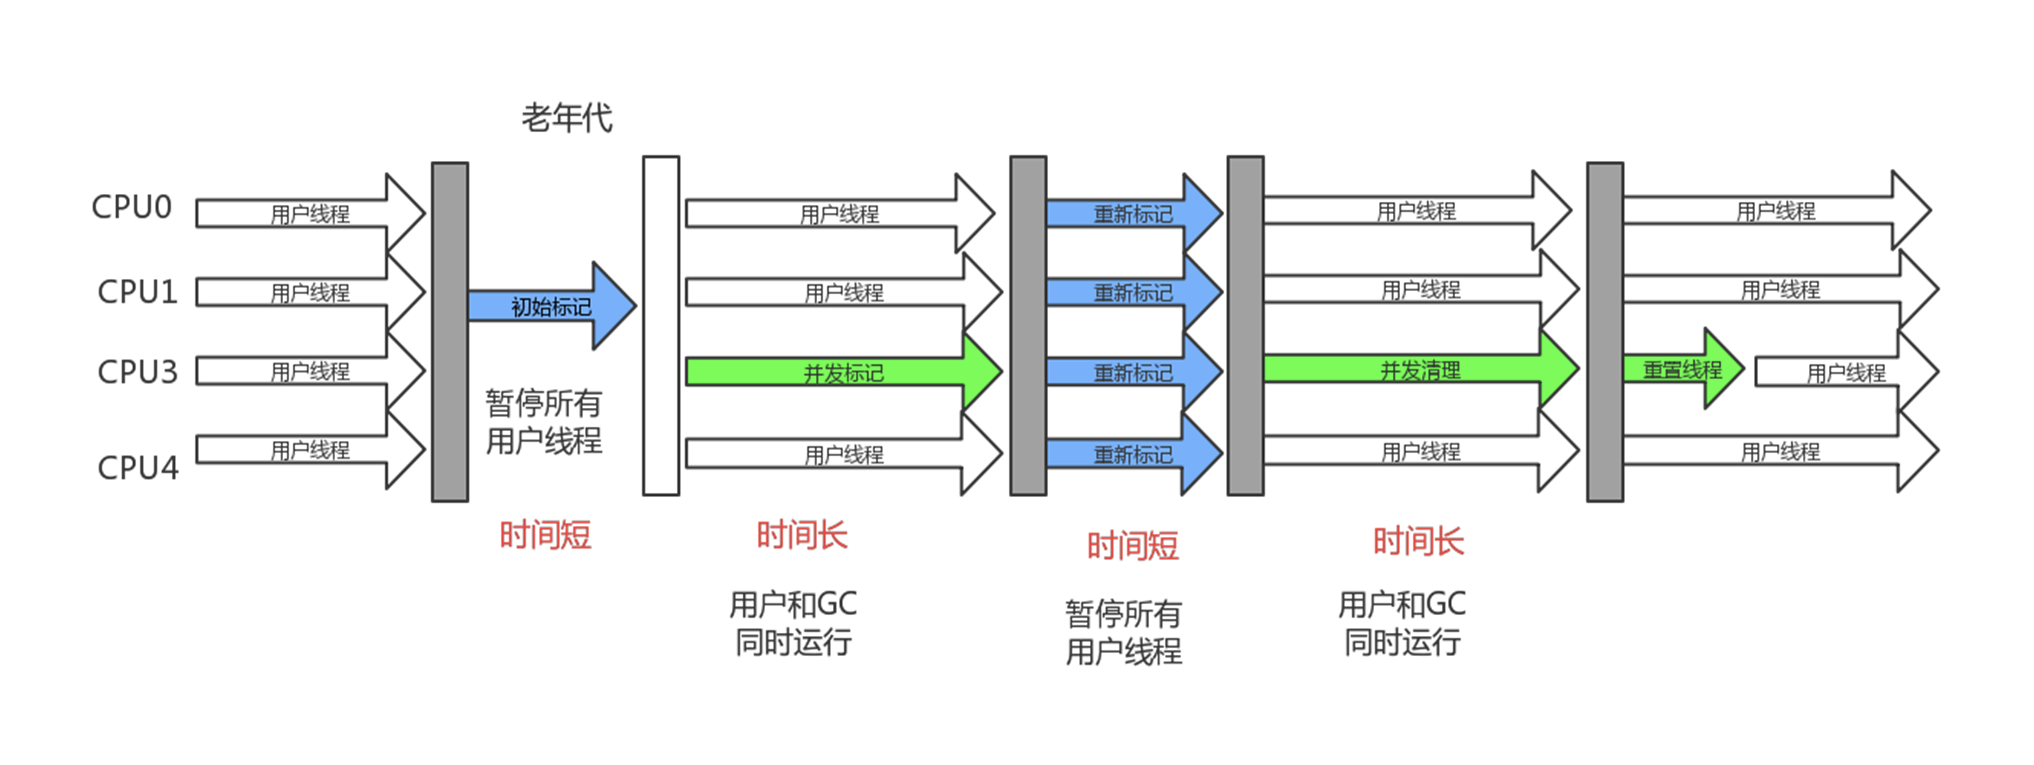 老年代
CPU0
用户线程
用户线程
重新标记
用户线程
用户线程
CPU1
用户线程
初始标记
用户线程
重新标记
用户线程
用户线程
CPU3
用户线程
并发标记
重新标记
并发清理
重置线程
用户线程
暂停所有
用户线程
CPU4
用户线程
用户线程
重新标记
用户线程
用户线程
时间短
时间长
时间短
时间长
用户和GC
同时运行
暂停所有
用户线程
用户和GC
同时运行